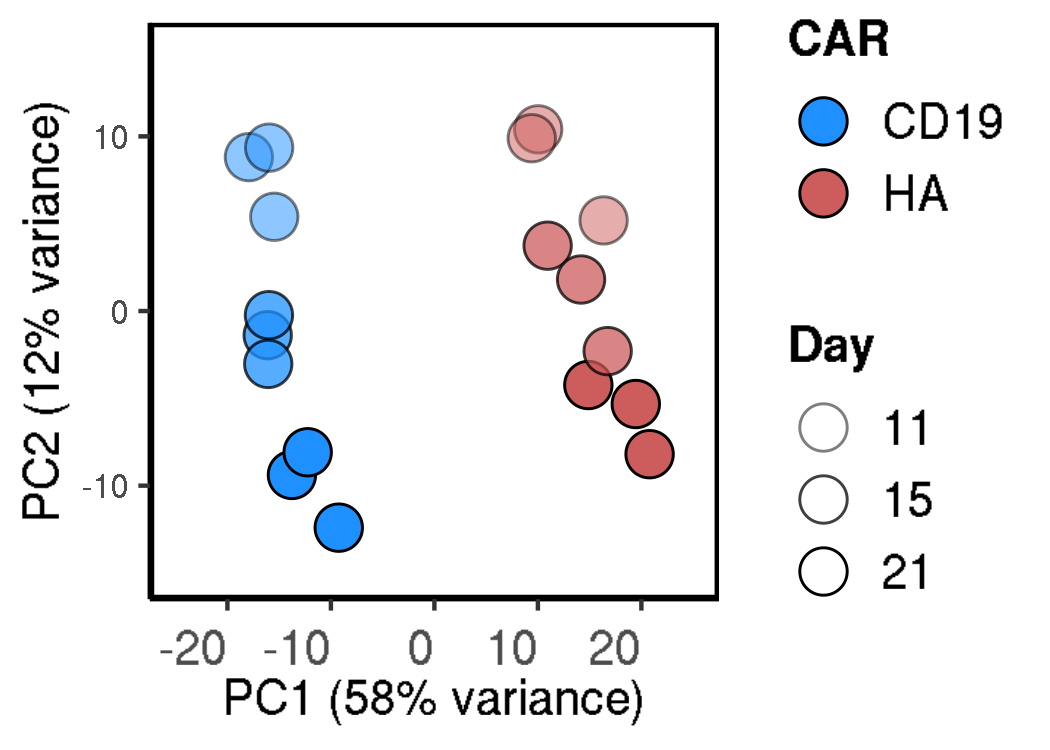 PC2 (12% variance)
10
0
-10
-20 -10 0 10 20
PC1 (58% variance)
CAR
CD19
HA
Day
11
15
21